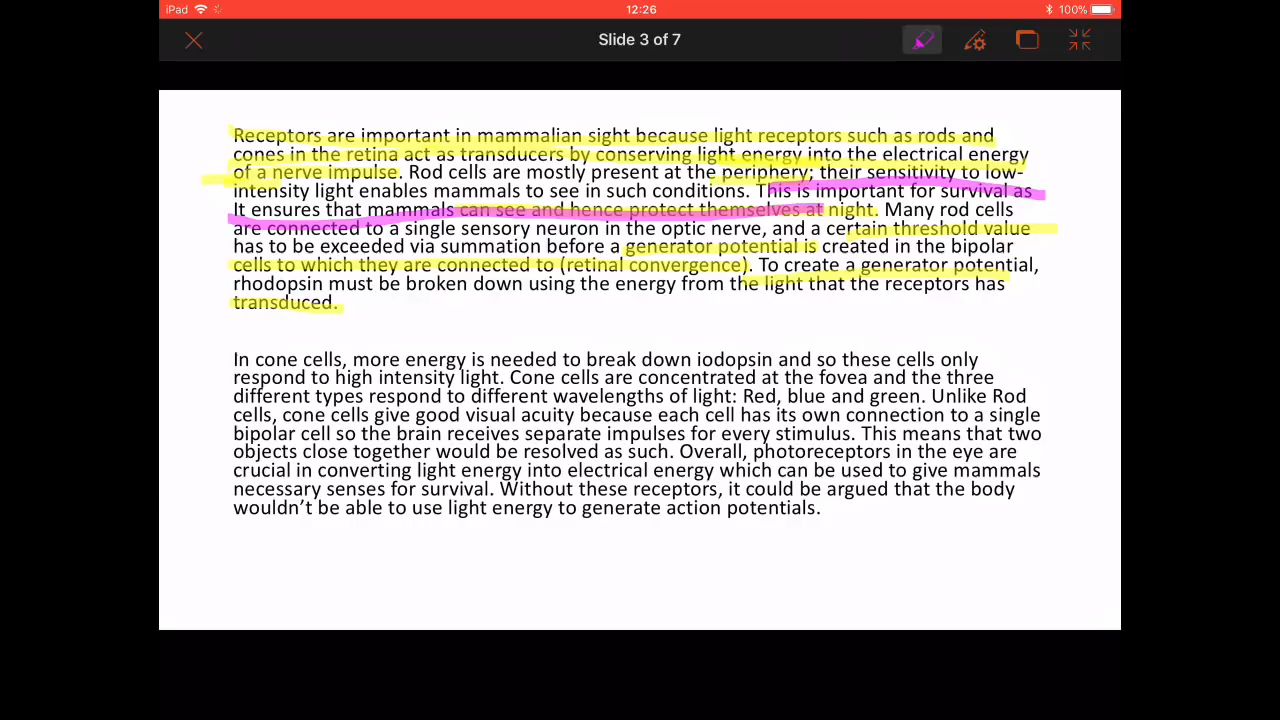 iPad 12:26 100%
Slide 3 of 7
Receptors are important in mammalian sight because light receptors such as rods and
cones in the retina act as transducers by conserving light energy into the electrical energy
of a nerve impulse. Rod cells are mostly present at the periphery; their sensitivity to low-
intensity light enables mammals to see in such conditions. This is important for survival as
It ensures that mammals can see and hence protect themselves at night. Many rod cells
are connected to a single sensory neuron in the optic nerve, and a certain threshold value
has to be exceeded via summation before a generator potential is created in the bipolar
cells to which they are connected to (retinal convergence). To create a generator potential,
rhodopsin must be broken down using the energy from the light that the receptors has
transduced.
In cone cells, more energy is needed to break down iodopsin and so these cells only
respond to high intensity light. Cone cells are concentrated at the fovea and the three
different types respond to different wavelengths of light: Red, blue and green. Unlike Rod
cells, cone cells give good visual acuity because each cell has its own connection to a single
bipolar cell so the brain receives separate impulses for every stimulus. This means that two
objects close together would be resolved as such. Overall, photoreceptors in the eye are
crucial in converting light energy into electrical energy which can be used to give mammals
necessary senses for survival. Without these receptors, it could be argued that the body
wouldn’t be able to use light energy to generate action potentials.